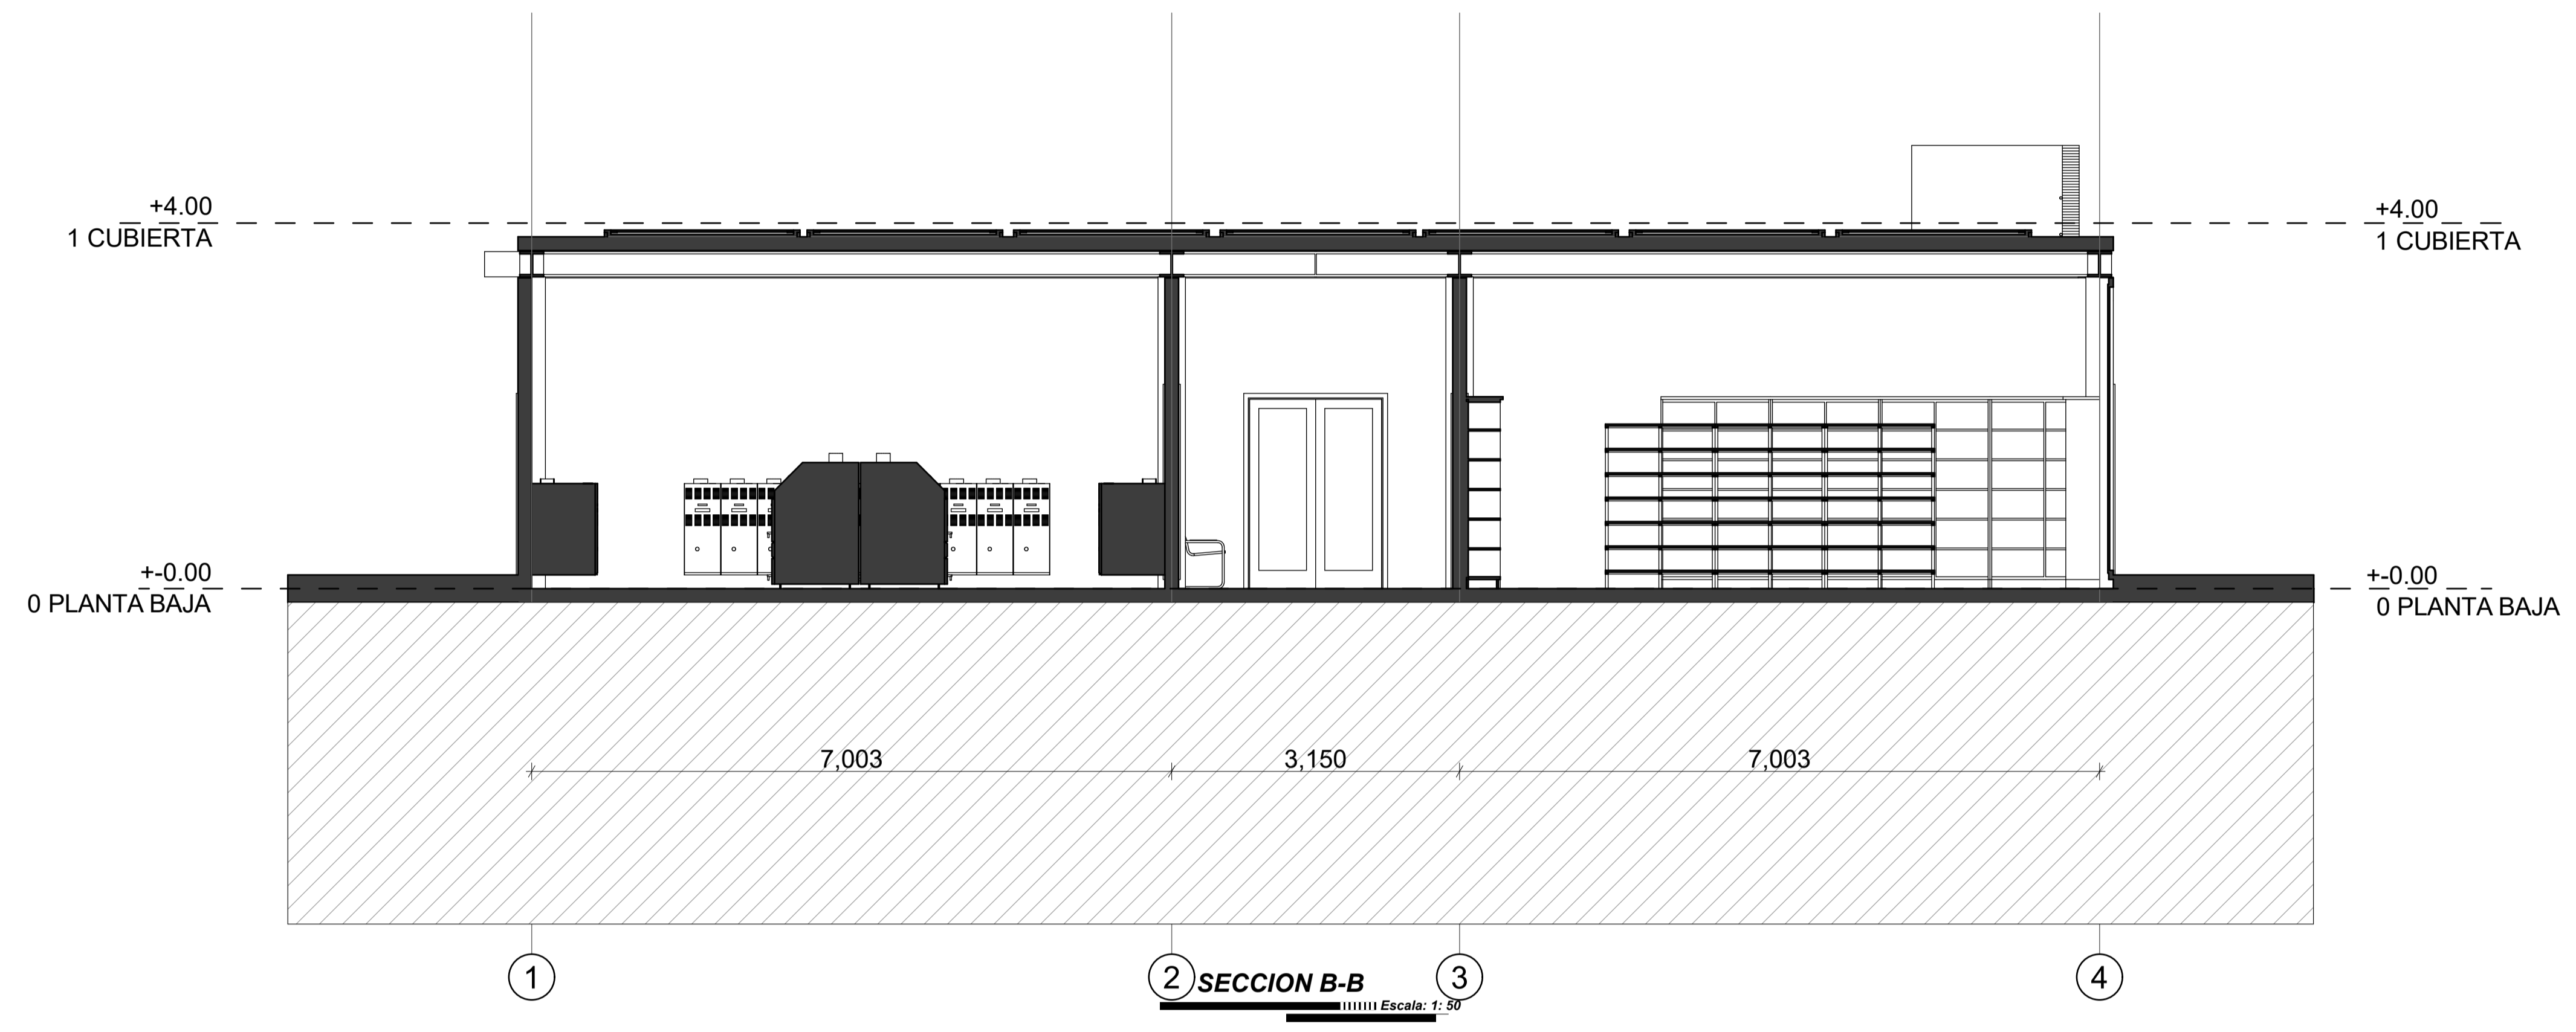 +4.00
1 CUBIERTA
+4.00
1 CUBIERTA
+-0.00
0 PLANTA BAJA
+-0.00
0 PLANTA BAJA
7,003
3,150
7,003
1
2
3
4
SECCION B-B
Escala: 1: 50